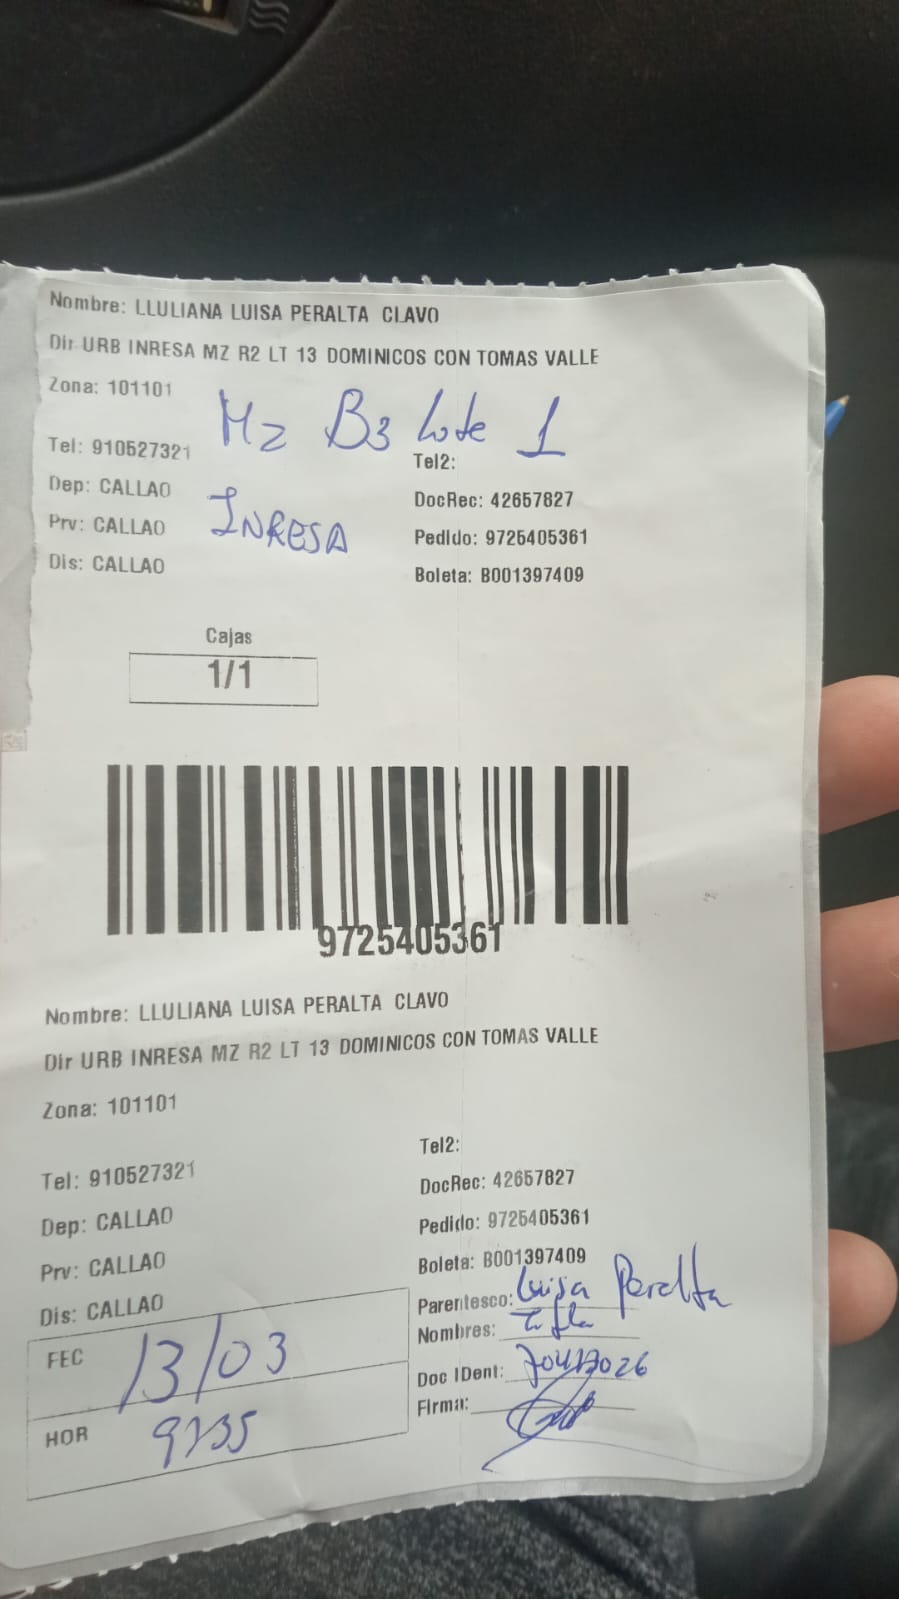 Nombre: LLULIANA LUISA PERALTA CLAVO
Dir URB INRESA MZ R2 LT 13 DOMINICOS CON TOMAS VALLE
Zona: 101101
Mz B3 Lote 1
Tel: 910527321
Tel2:
Dep: CALLAO
DocRec: 42657827
INRESA
Prv: CALLAO
Pedido: 9725405361
Dis: CALLAO
Boleta: B001397409
Cajas
1/1
9725405361
Nombre: LLULIANA LUISA PERALTA CLAVO
Dir URB INRESA MZ R2 LT 13 DOMINICOS CON TOMAS VALLE
Zona: 101101
Tel2:
Tel: 910527321
DocRec: 42657827
Dep: CALLAO
Pedido: 9725405361
Prv: CALLAO
Boleta: B001397409
Dis: CALLAO
Parentesco: Luisa Peralta
Nombres:
FEC 13/03
Doc IDent:
Firma:
HOR